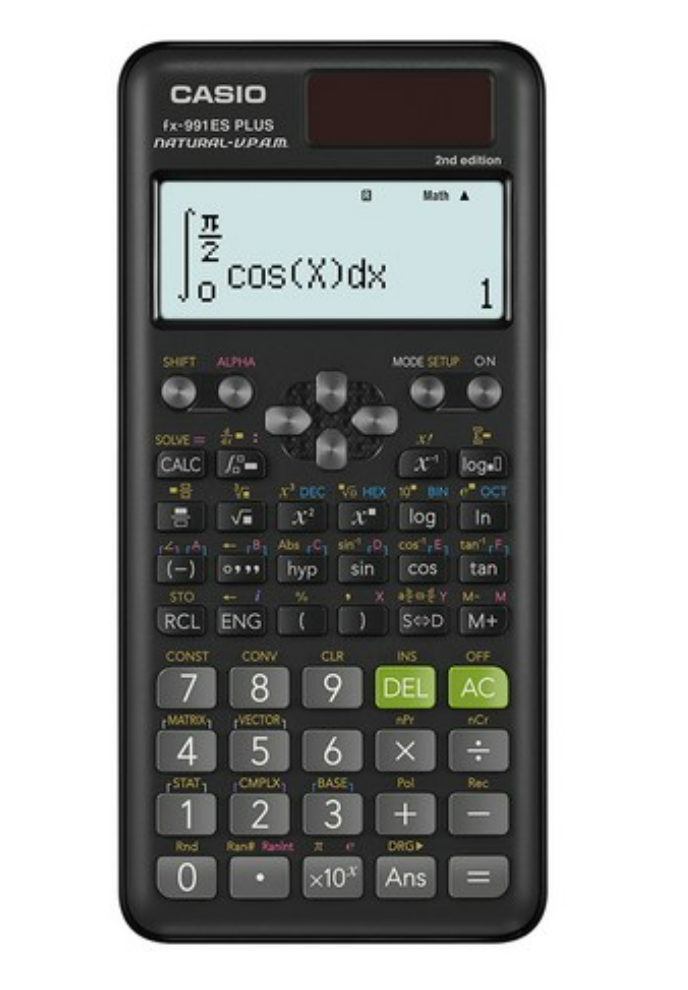 CASIO
fx-991ES PLUS
NATURAL-V.P.A.M.
2nd edition
Math ▲
∫
π
2
0 cos(X)dx
1
SHIFT ALPHA MODE SETUP ON
SOLVE = d/dx■ : x! Σ■
CALC ∫■ x⁻¹ log■□
³√■ x³ DEC ■√□ HEX 10■ BIN e■ OCT
√■ x² x■ log ln
∠ A ← B Abs C sin⁻¹ D cos⁻¹ E tan⁻¹ F
(−) °,,, hyp sin cos tan
STO ← i % , X Y M− M
RCL ENG ( ) S⇔D M+
CONST CONV CLR INS OFF
7 8 9 DEL AC
MATRIX VECTOR nPr nCr
4 5 6 × ÷
STAT CMPLX BASE Pol Rec
1 2 3 + −
Rnd Ran# RanInt π e DRG▶
0 • ×10ˣ Ans =